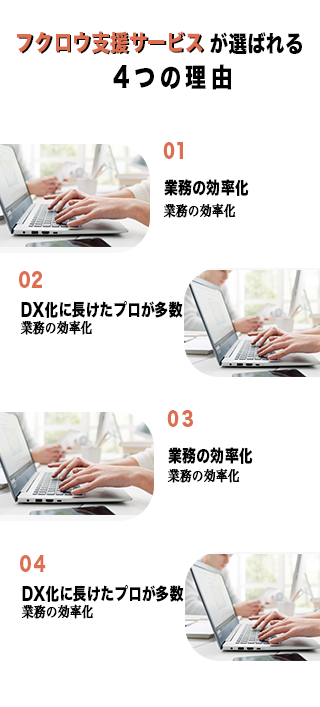 フクロウ支援サービス が選ばれる
4つの理由
01
業務の効率化
業務の効率化
02
DX化に長けたプロが多数
業務の効率化
03
業務の効率化
業務の効率化
04
DX化に長けたプロが多数
業務の効率化